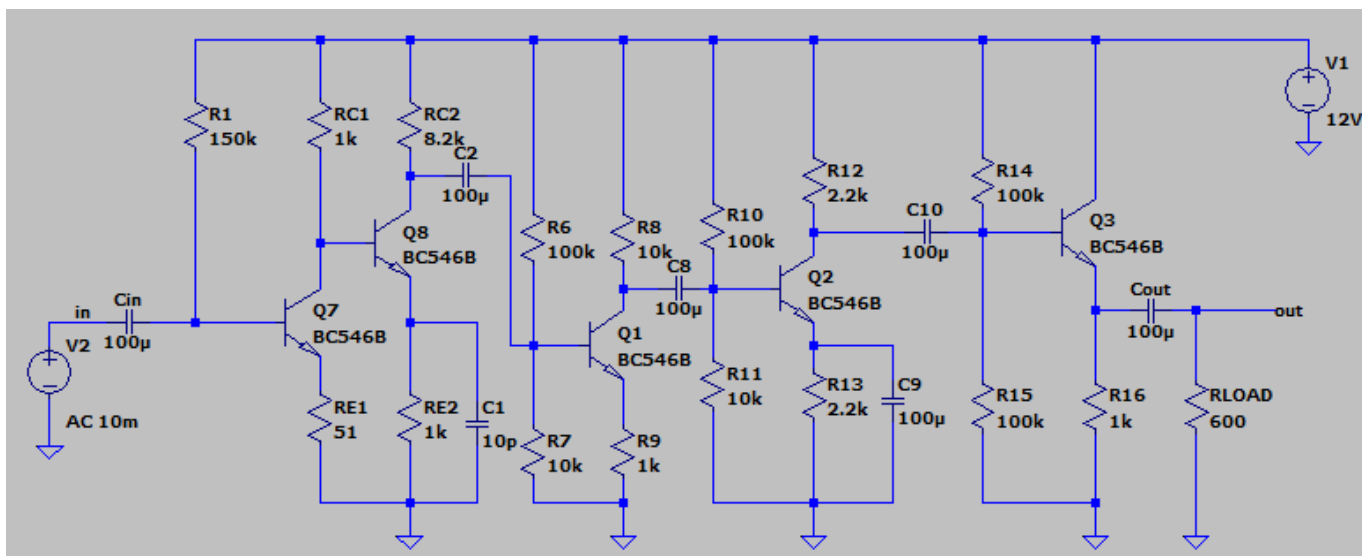 V1
12V
R1
150k
RC1
1k
RC2
8.2k
C2
100µ
Q8
BC546B
in
Cin
100µ
V2
AC 10m
Q7
BC546B
RE1
51
RE2
1k
C1
10p
R6
100k
R7
10k
R8
10k
Q1
BC546B
R9
1k
C8
100µ
R10
100k
R11
10k
R12
2.2k
Q2
BC546B
R13
2.2k
C9
100µ
C10
100µ
R14
100k
R15
100k
Q3
BC546B
R16
1k
Cout
100µ
out
RLOAD
600